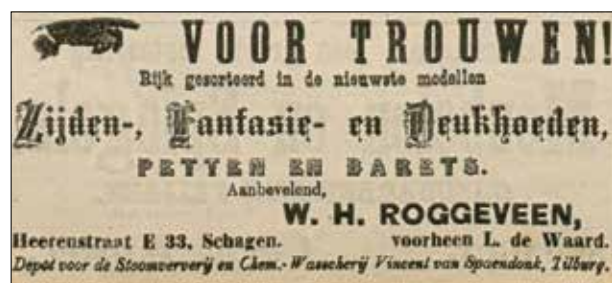 VOOR TROUWEN!
Rijk gesorteerd in de nieuwste modellen
Zijden-, Fantasie- en Deukhoeden,
PETTEN EN BARETS.
Aanbevelend,
W. H. ROGGEVEEN,
Heerenstraat E 33, Schagen. voorheen L. de Waard.
Depôt voor de Stoomververij en Chem.- Wasscherij Vincent van Spaendonk, Tilburg.